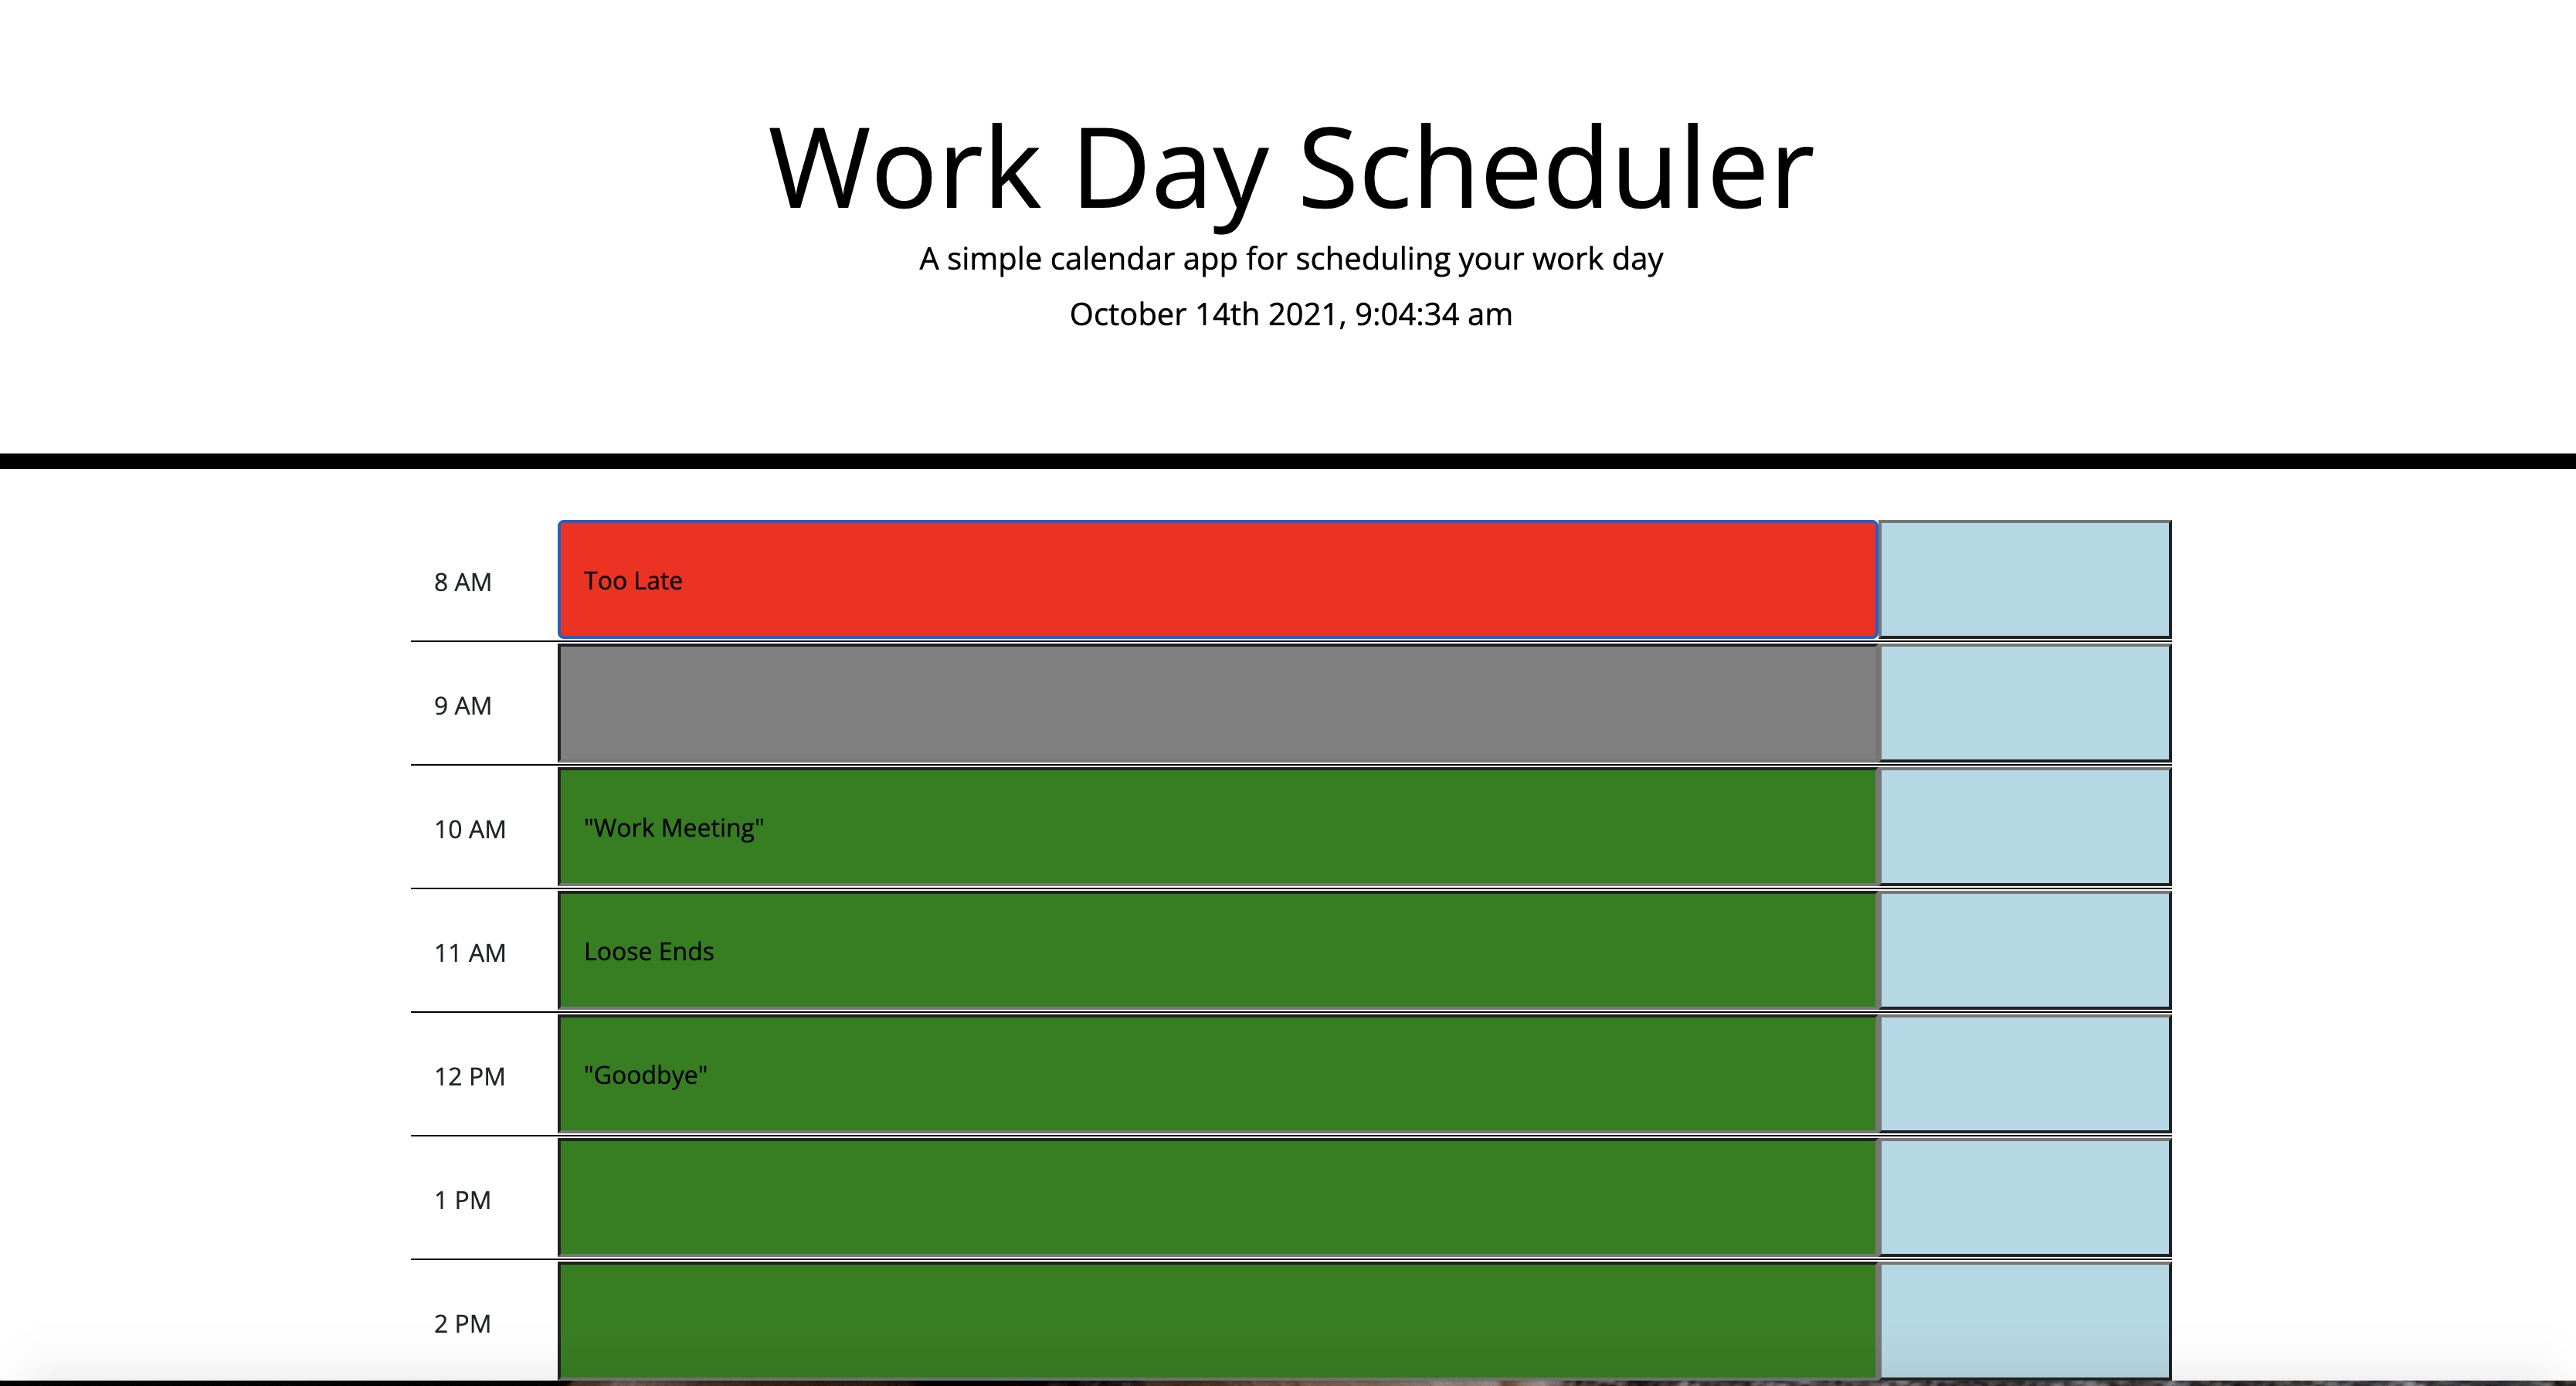 Work Day Scheduler
A simple calendar app for scheduling your work day
October 14th 2021, 9:04:34 am
8 AM
Too Late
9 AM
10 AM
"Work Meeting"
11 AM
Loose Ends
12 PM
"Goodbye"
1 PM
2 PM